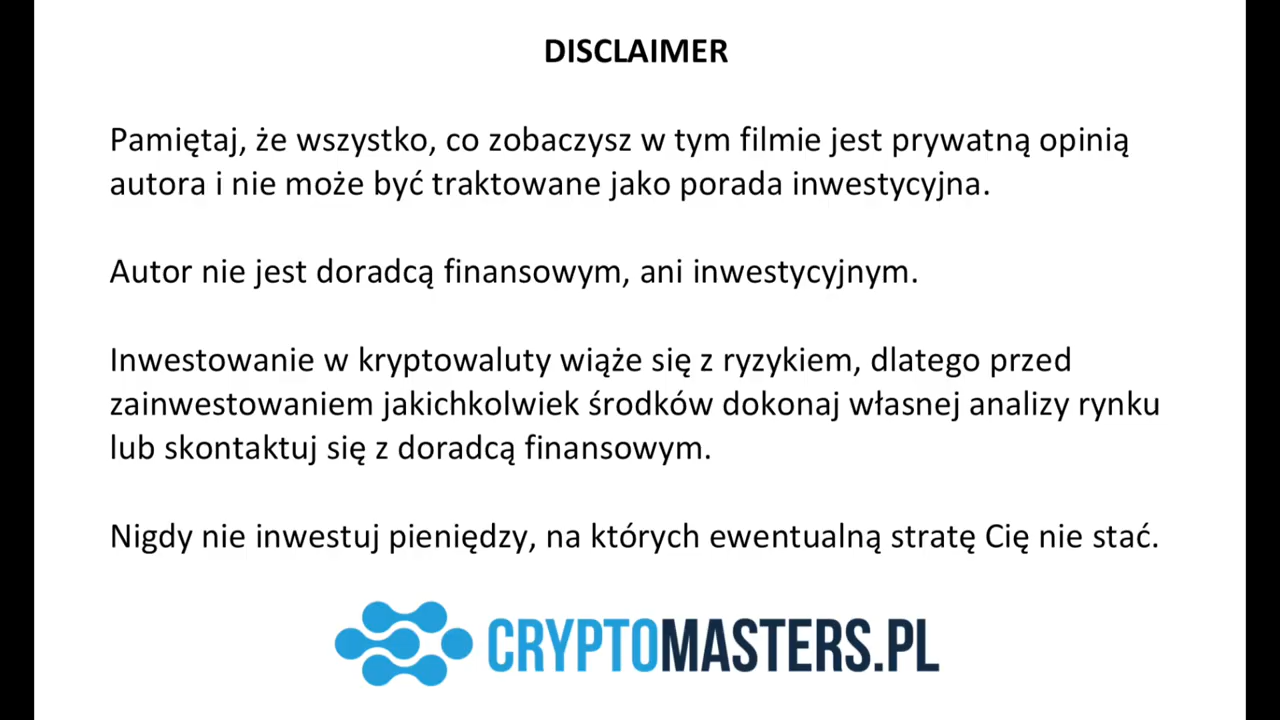 DISCLAIMER
Pamiętaj, że wszystko, co zobaczysz w tym filmie jest prywatną opinią
autora i nie może być traktowane jako porada inwestycyjna.
Autor nie jest doradcą finansowym, ani inwestycyjnym.
Inwestowanie w kryptowaluty wiąże się z ryzykiem, dlatego przed
zainwestowaniem jakichkolwiek środków dokonaj własnej analizy rynku
lub skontaktuj się z doradcą finansowym.
Nigdy nie inwestuj pieniędzy, na których ewentualną stratę Cię nie stać.
CRYPTOMASTERS.PL